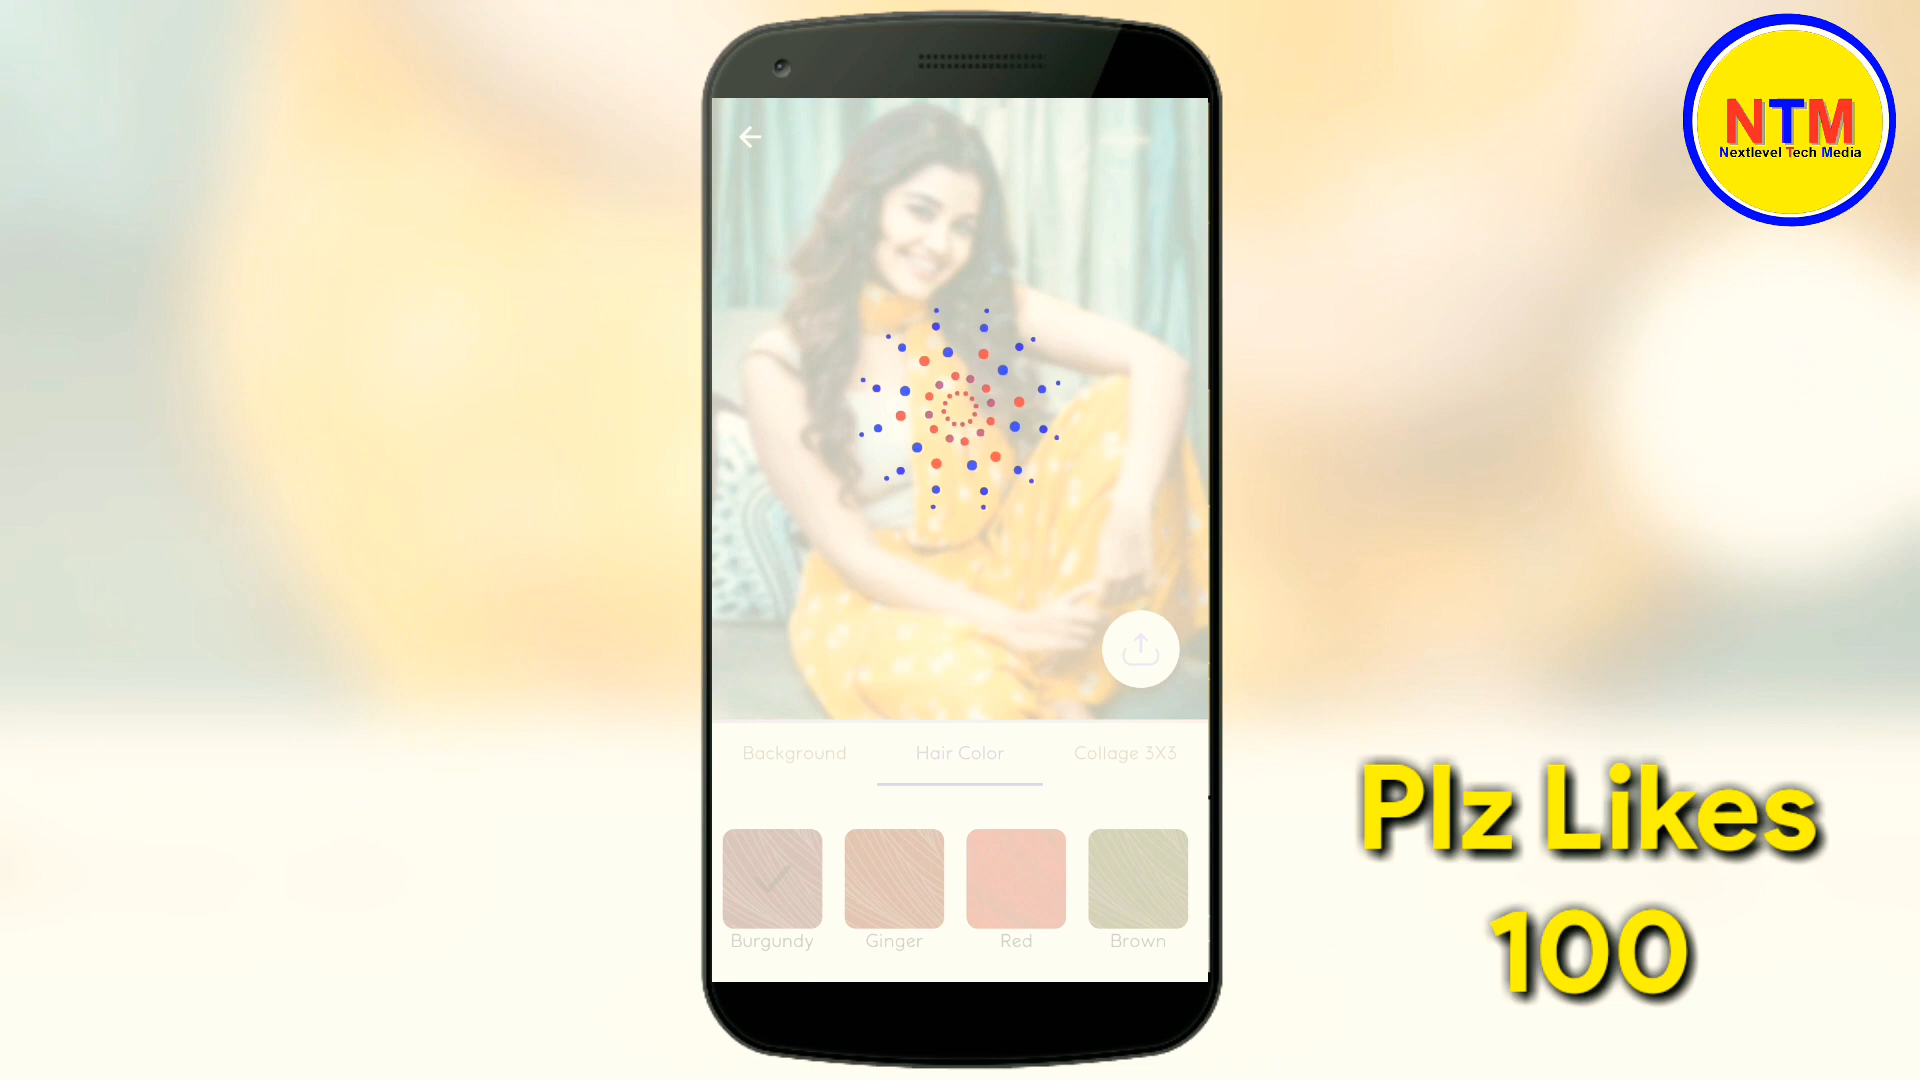 NTM
Nextlevel Tech Media
Background
Hair Color
Collage 3X3
Burgundy
Ginger
Red
Brown
Plz Likes
100